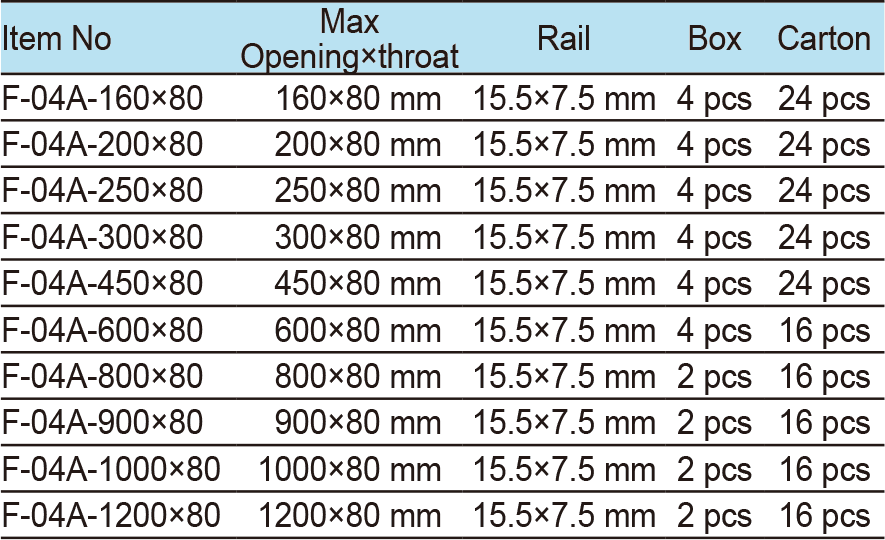 Item No Max Opening×throat Rail Box Carton
F-04A-160×80 160×80 mm 15.5×7.5 mm 4 pcs 24 pcs
F-04A-200×80 200×80 mm 15.5×7.5 mm 4 pcs 24 pcs
F-04A-250×80 250×80 mm 15.5×7.5 mm 4 pcs 24 pcs
F-04A-300×80 300×80 mm 15.5×7.5 mm 4 pcs 24 pcs
F-04A-450×80 450×80 mm 15.5×7.5 mm 4 pcs 24 pcs
F-04A-600×80 600×80 mm 15.5×7.5 mm 4 pcs 16 pcs
F-04A-800×80 800×80 mm 15.5×7.5 mm 2 pcs 16 pcs
F-04A-900×80 900×80 mm 15.5×7.5 mm 2 pcs 16 pcs
F-04A-1000×80 1000×80 mm 15.5×7.5 mm 2 pcs 16 pcs
F-04A-1200×80 1200×80 mm 15.5×7.5 mm 2 pcs 16 pcs